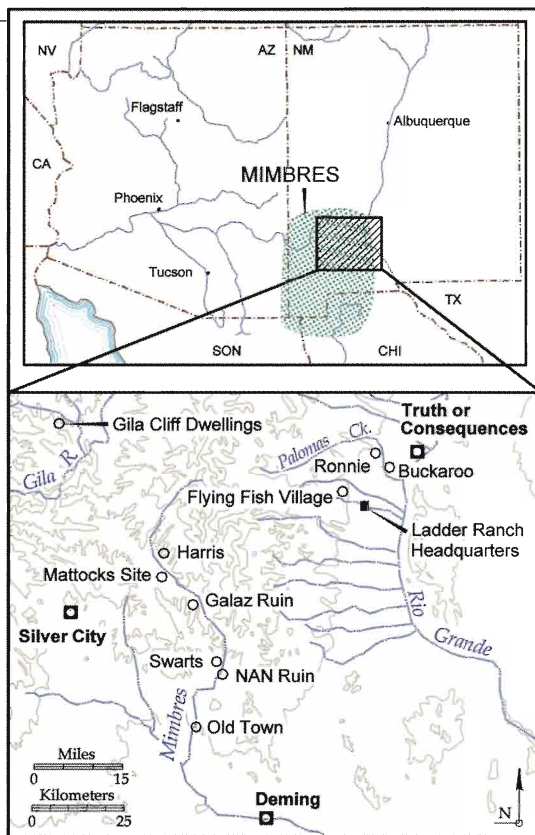 NV
AZ
NM
Flagstaff
Albuquerque
CA
MIMBRES
Phoenix
Tucson
TX
SON
CHI
Gila Cliff Dwellings
Gila R.
Palomas Ck.
Truth or
Consequences
Ronnie
Buckaroo
Flying Fish Village
Ladder Ranch
Headquarters
Harris
Mattocks Site
Galaz Ruin
Silver City
Rio Grande
Swarts
NAN Ruin
Mimbres
Old Town
Miles
0 15
Kilometers
0 25
Deming
N